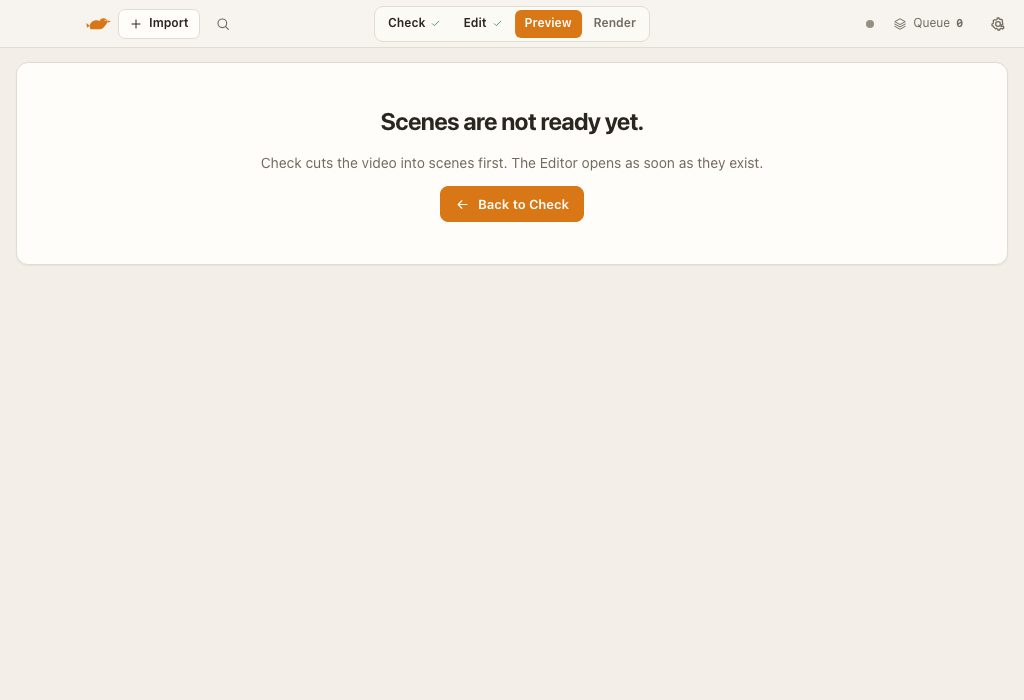 Import
Check
Edit
Preview
Render
Queue 0
Scenes are not ready yet.
Check cuts the video into scenes first. The Editor opens as soon as they exist.
Back to Check